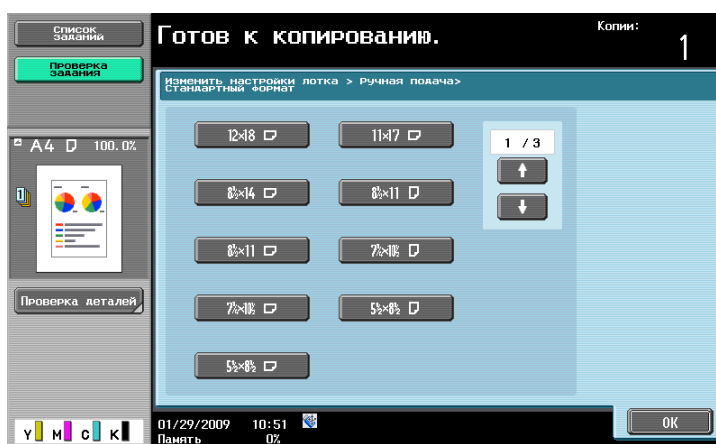 Список
заданий
Готов к копированию.
Копии:
1
Проверка
задания
Изменить настройки лотка > Ручная подача>
Стандартный формат
A4 100.0%
1
12×18
11×17
1 / 3
8½×14
8½×11
8½×11
7¼×10½
7¼×10½
5½×8½
5½×8½
Проверка деталей
Y M C K
01/29/2009 10:51
Память 0%
OK